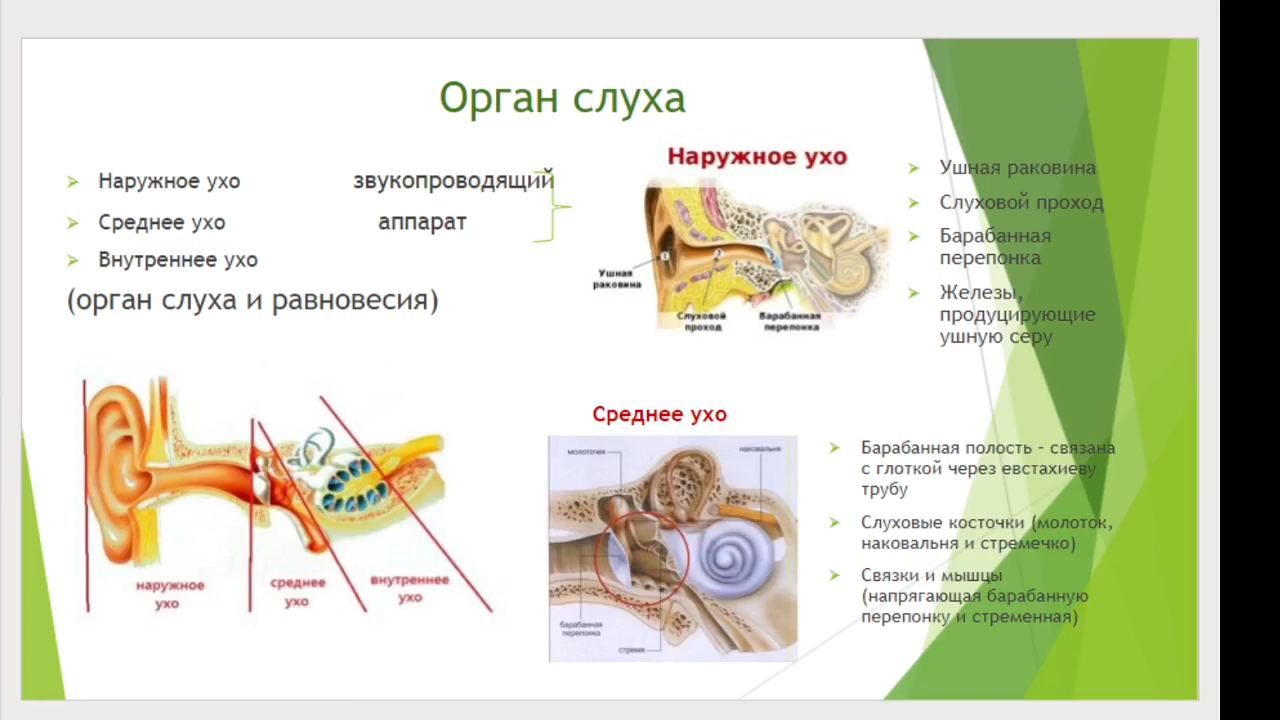 Орган слуха
Наружное ухо
звукопроводящий
Среднее ухо
аппарат
Внутреннее ухо
(орган слуха и равновесия)
наружное
ухо
среднее
ухо
внутреннее
ухо
Наружное ухо
1
2
Ушная
раковина
Слуховой
проход
Барабанная
перепонка
Ушная раковина
Слуховой проход
Барабанная
перепонка
Железы,
продуцирующие
ушную серу
Среднее ухо
молоточек
наковальня
барабанная
перепонка
стремя
Барабанная полость - связана
с глоткой через евстахиеву
трубу
Слуховые косточки (молоток,
наковальня и стремечко)
Связки и мышцы
(напрягающая барабанную
перепонку и стременная)